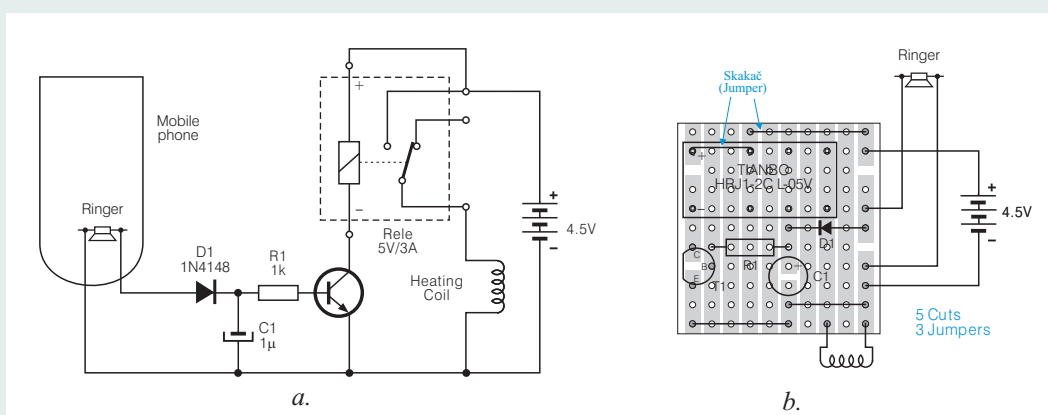 Mobile
phone
Ringer
D1
1N4148
R1
1k
C1
1µ
+
−
Rele
5V/3A
Heating
Coil
+
−
4.5V
a.
Ringer
Skakač
(Jumper)
+
TIANBO
HRJ1-2C L-05V
−
D1
C
B
E
T1
R1
+
C1
+
−
4.5V
5 Cuts
3 Jumpers
b.